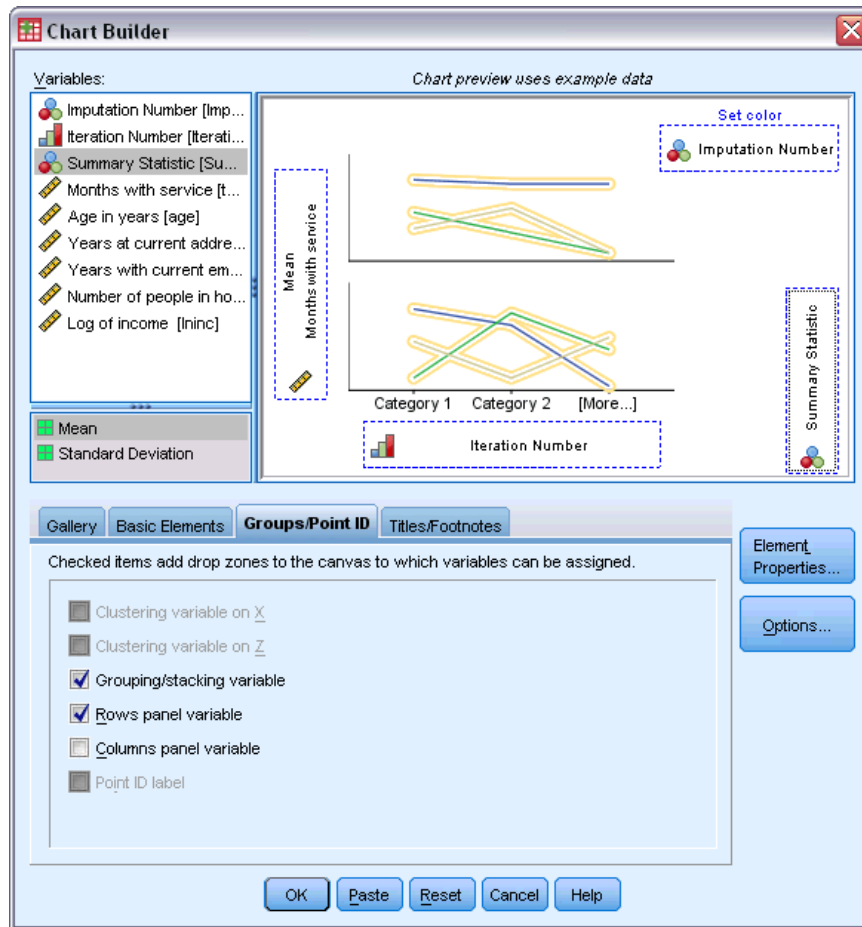 Chart Builder
Variables:
Chart preview uses example data
Imputation Number [Imp...
Iteration Number [Iterati...
Summary Statistic [Su...
Months with service [t...
Age in years [age]
Years at current addre...
Years with current em...
Number of people in ho...
Log of income [lninc]
Mean
Standard Deviation
Set color
Imputation Number
Mean
Months with service
Summary Statistic
Category 1 Category 2 [More...]
Iteration Number
Gallery Basic Elements Groups/Point ID Titles/Footnotes
Checked items add drop zones to the canvas to which variables can be assigned.
Clustering variable on X
Clustering variable on Z
Grouping/stacking variable
Rows panel variable
Columns panel variable
Point ID label
Element
Properties...
Options...
OK Paste Reset Cancel Help